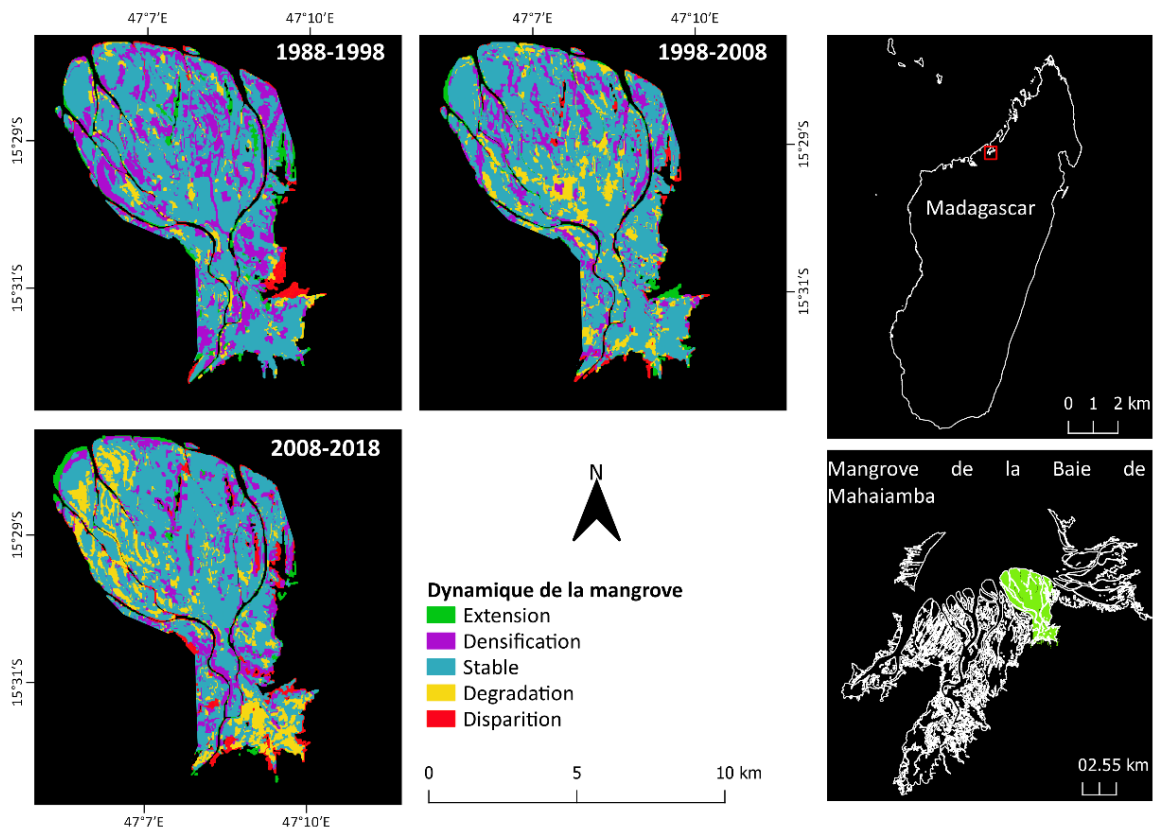 47°7′E
47°10′E
47°7′E
47°10′E
1988-1998
1998-2008
15°29′S
15°29′S
15°31′S
15°31′S
Madagascar
0 1 2 km
2008-2018
15°29′S
15°31′S
47°7′E
47°10′E
N
Dynamique de la mangrove
Extension
Densification
Stable
Degradation
Disparition
0 5 10 km
Mangrove de la Baie de
Mahaiamba
02.55 km